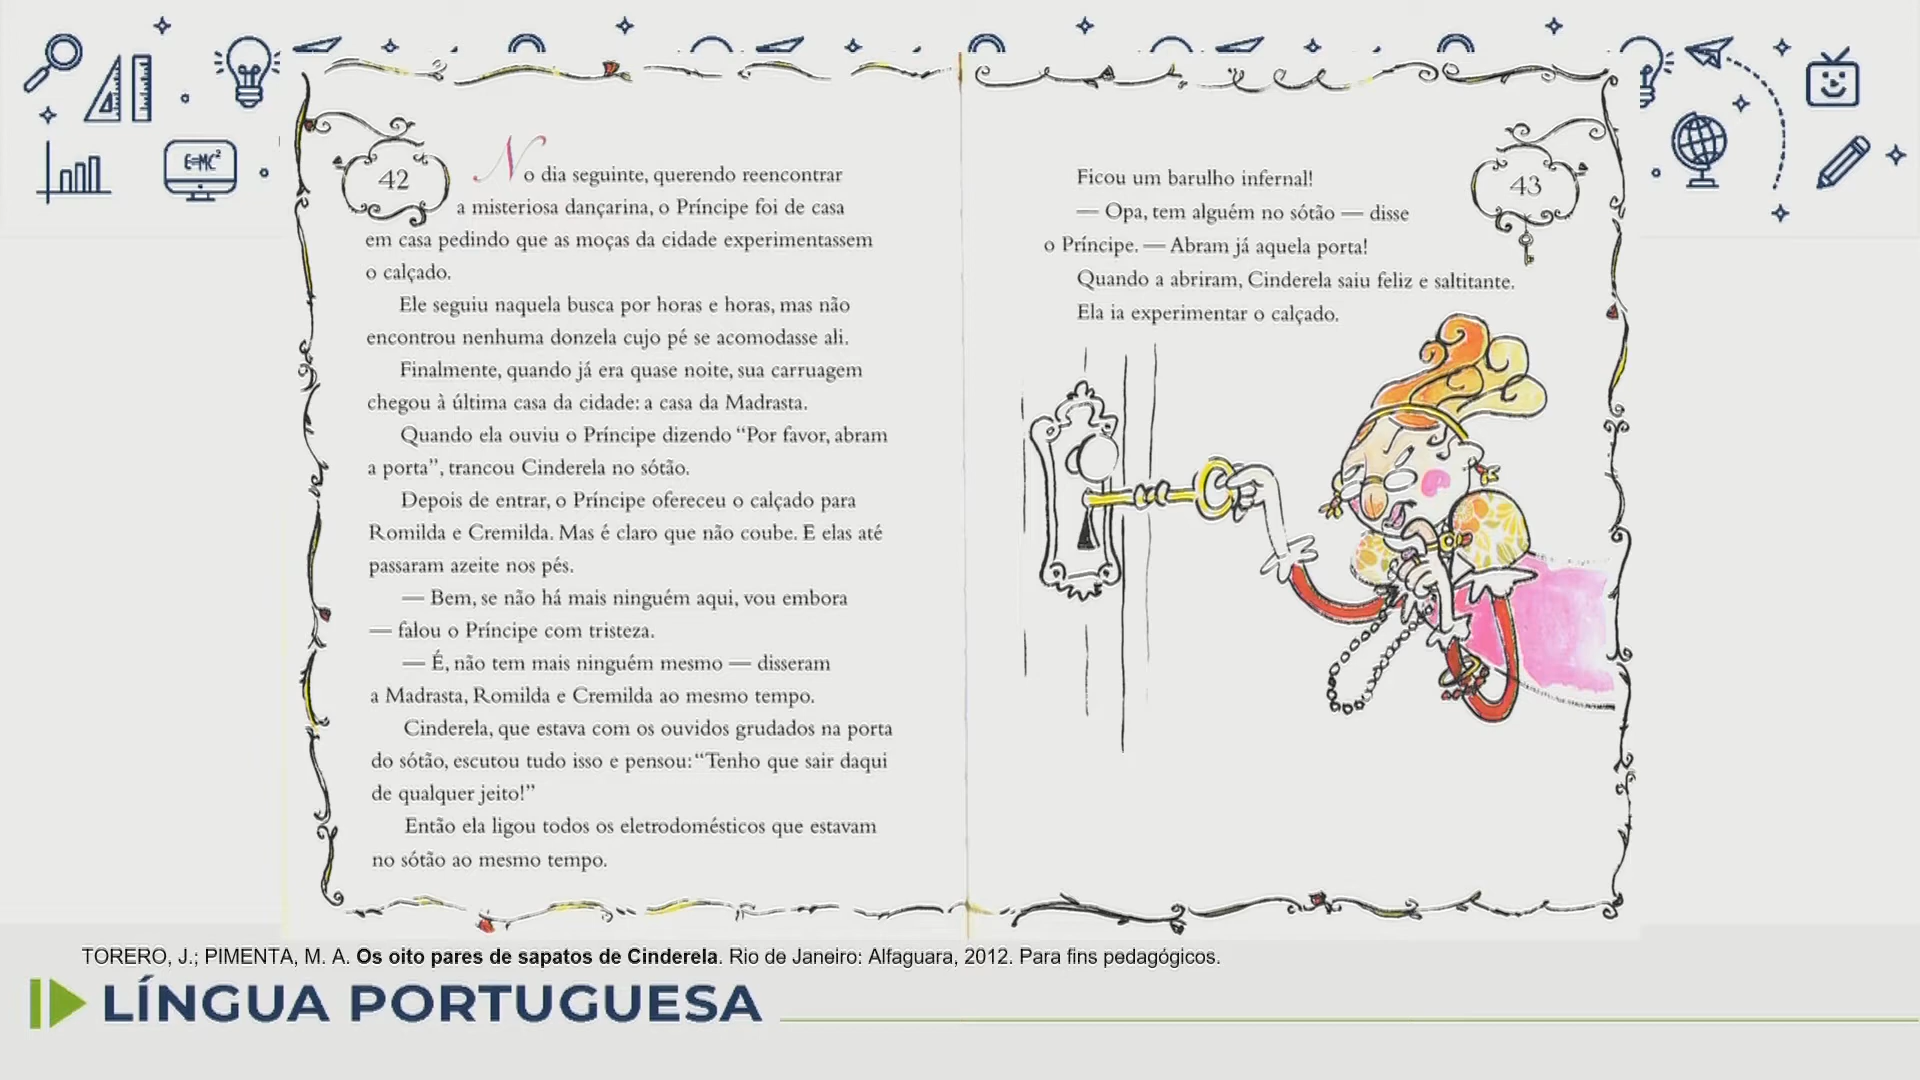 E=MC²
42
No dia seguinte, querendo reencontrar
a misteriosa dançarina, o Príncipe foi de casa
em casa pedindo que as moças da cidade experimentassem
o calçado.
Ele seguiu naquela busca por horas e horas, mas não
encontrou nenhuma donzela cujo pé se acomodasse ali.
Finalmente, quando já era quase noite, sua carruagem
chegou à última casa da cidade: a casa da Madrasta.
Quando ela ouviu o Príncipe dizendo “Por favor, abram
a porta”, trancou Cinderela no sótão.
Depois de entrar, o Príncipe ofereceu o calçado para
Romilda e Cremilda. Mas é claro que não coube. E elas até
passaram azeite nos pés.
— Bem, se não há mais ninguém aqui, vou embora
— falou o Príncipe com tristeza.
— É, não tem mais ninguém mesmo — disseram
a Madrasta, Romilda e Cremilda ao mesmo tempo.
Cinderela, que estava com os ouvidos grudados na porta
do sótão, escutou tudo isso e pensou: “Tenho que sair daqui
de qualquer jeito!”
Então ela ligou todos os eletrodomésticos que estavam
no sótão ao mesmo tempo.
43
Ficou um barulho infernal!
— Opa, tem alguém no sótão — disse
o Príncipe. — Abram já aquela porta!
Quando a abriram, Cinderela saiu feliz e saltitante.
Ela ia experimentar o calçado.
TORERO, J.; PIMENTA, M. A. Os oito pares de sapatos de Cinderela. Rio de Janeiro: Alfaguara, 2012. Para fins pedagógicos.
LÍNGUA PORTUGUESA